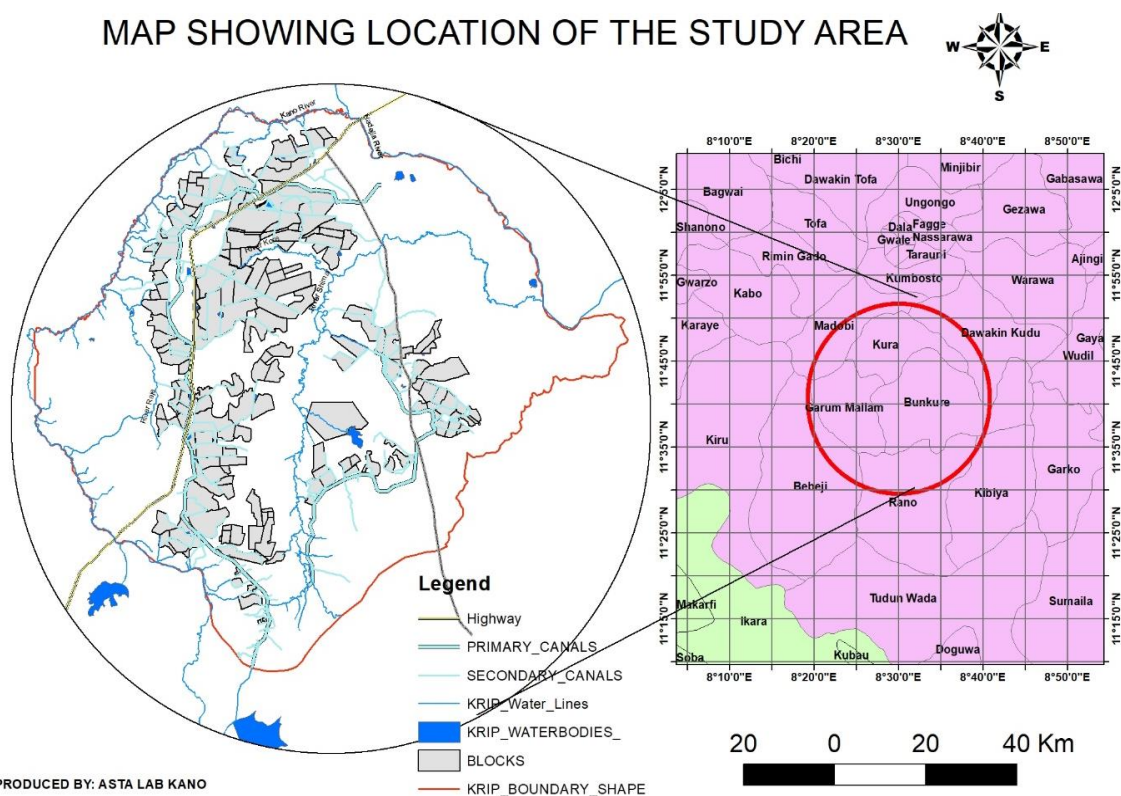 MAP SHOWING LOCATION OF THE STUDY AREA
N
W E
S
Kano River
River Shimar
Legend
Highway
PRIMARY_CANALS
SECONDARY_CANALS
KRIP_Water_Lines
KRIP_WATERBODIES_
BLOCKS
KRIP_BOUNDARY_SHAPE
PRODUCED BY: ASTA LAB KANO
8°10'0"E 8°20'0"E 8°30'0"E 8°40'0"E 8°50'0"E
12°5'0"N 12°5'0"N
11°55'0"N 11°55'0"N
11°45'0"N 11°45'0"N
11°35'0"N 11°35'0"N
11°25'0"N 11°25'0"N
11°15'0"N 11°15'0"N
Bichi
Minjibir
Dawakin Tofa
Gabasawa
Bagwai
Ungongo
Gezawa
Shanono
Tofa
Dala
Fagge
Gwale
Nassarawa
Rimin Gado
Tarauni
Ajingi
Kumbosto
Warawa
Gwarzo
Kabo
Karaye
Madobi
Dawakin Kudu
Gaya
Kura
Wudil
Garum Mallam
Bunkure
Kiru
Garko
Bebeji
Kibiya
Rano
Makarfi
Tudun Wada
Sumaila
Ikara
Soba
Kubau
Doguwa
8°10'0"E 8°20'0"E 8°30'0"E 8°40'0"E 8°50'0"E
20 0 20 40 Km